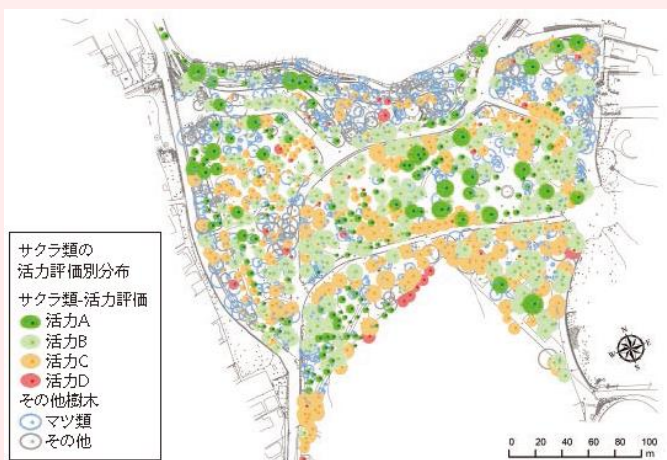 サクラ類の
活力評価別分布
サクラ類-活力評価
活力A
活力B
活力C
活力D
その他樹木
マツ類
その他
N
E
S
W
0 20 40 60 80 100
m